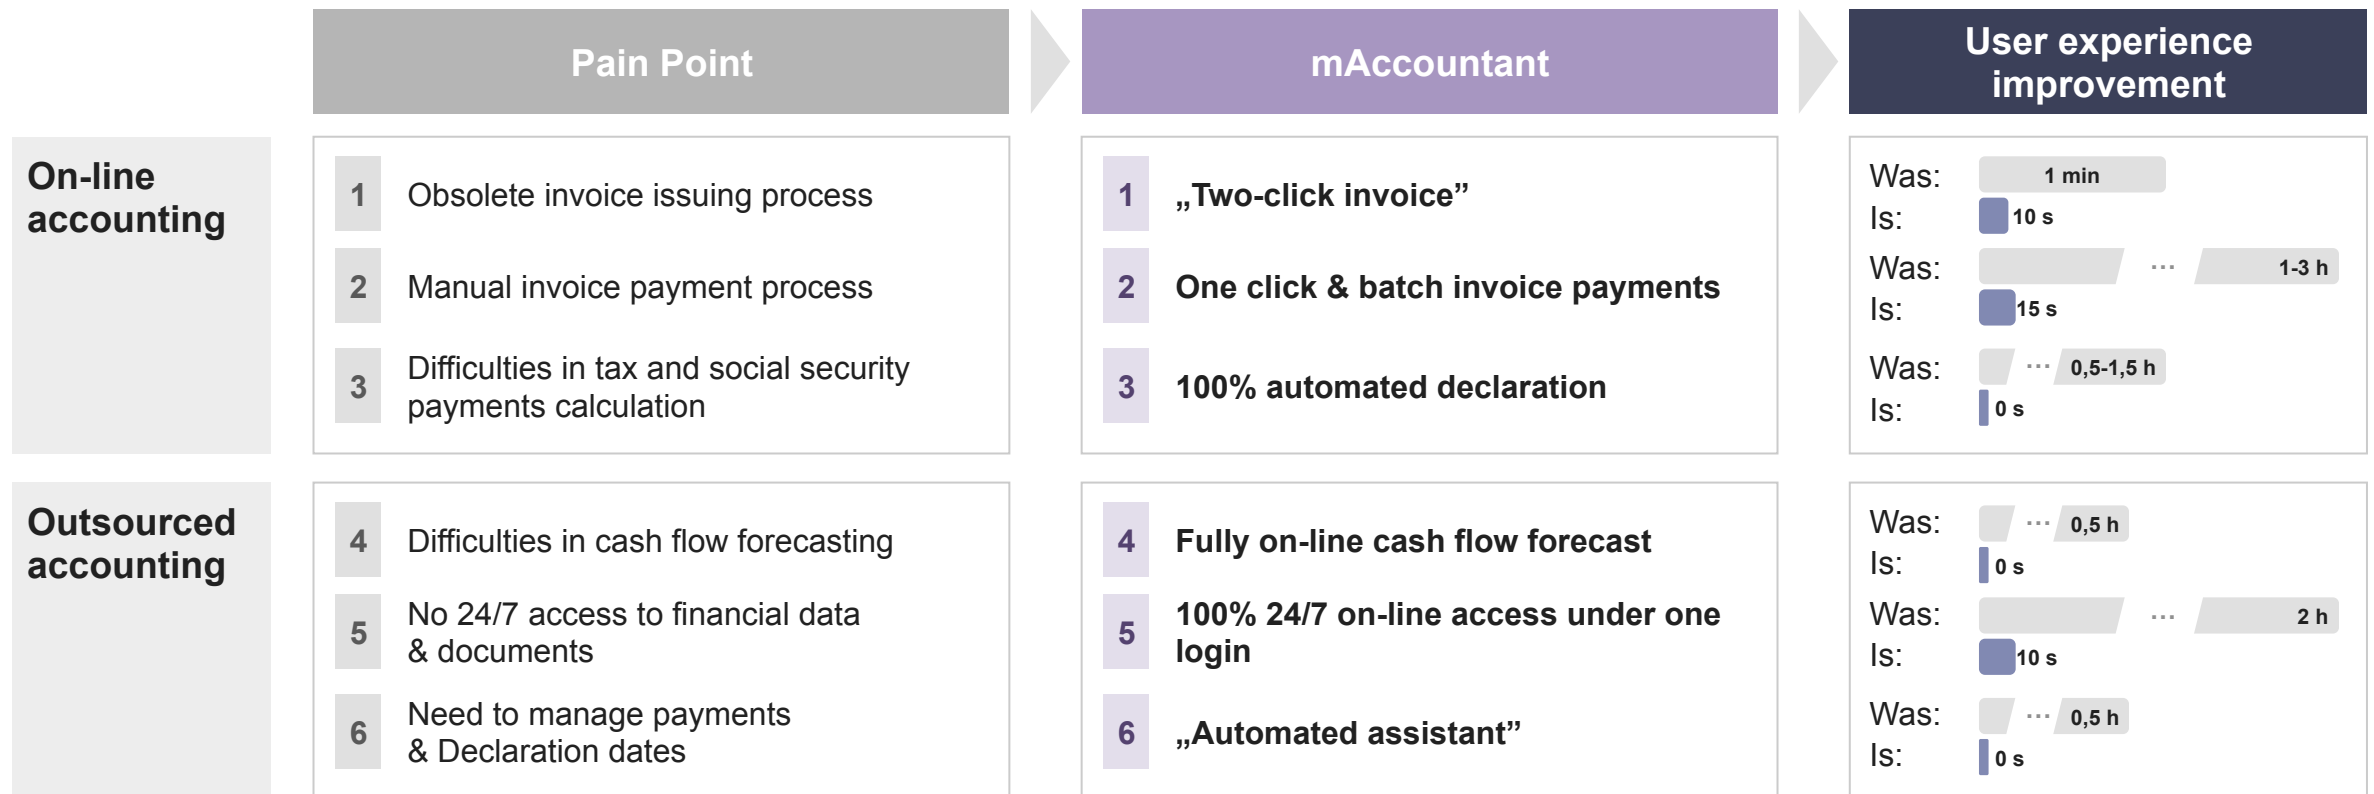 Pain Point
mAccountant
User experience
improvement
On-line
accounting
1 Obsolete invoice issuing process
2 Manual invoice payment process
3 Difficulties in tax and social security
payments calculation
1 „Two-click invoice”
2 One click & batch invoice payments
3 100% automated declaration
Was: 1 min
Is: 10 s
Was: ... 1-3 h
Is: 15 s
Was: ... 0,5-1,5 h
Is: 0 s
Outsourced
accounting
4 Difficulties in cash flow forecasting
5 No 24/7 access to financial data
& documents
6 Need to manage payments
& Declaration dates
4 Fully on-line cash flow forecast
5 100% 24/7 on-line access under one
login
6 „Automated assistant”
Was: ... 0,5 h
Is: 0 s
Was: ... 2 h
Is: 10 s
Was: ... 0,5 h
Is: 0 s